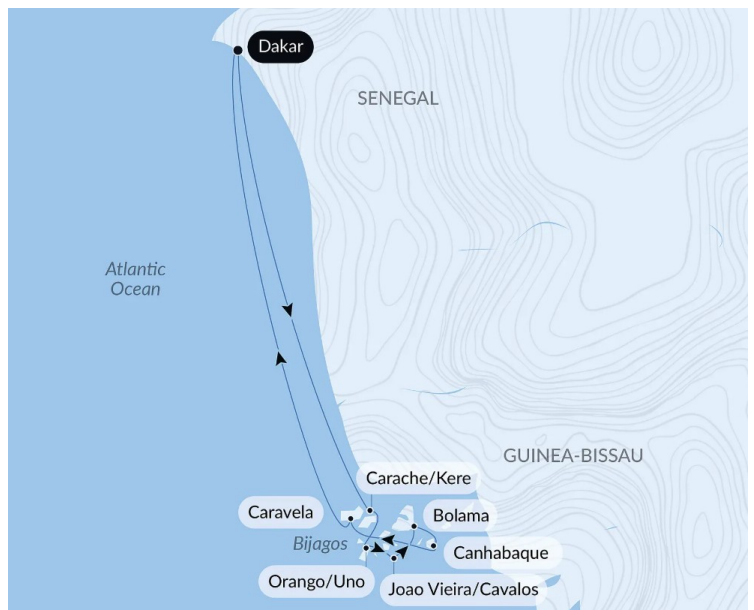 Dakar
SENEGAL
Atlantic
Ocean
GUINEA-BISSAU
Carache/Kere
Caravela
Bolama
Bijagos
Canhabaque
Orango/Uno
Joao Vieira/Cavalos